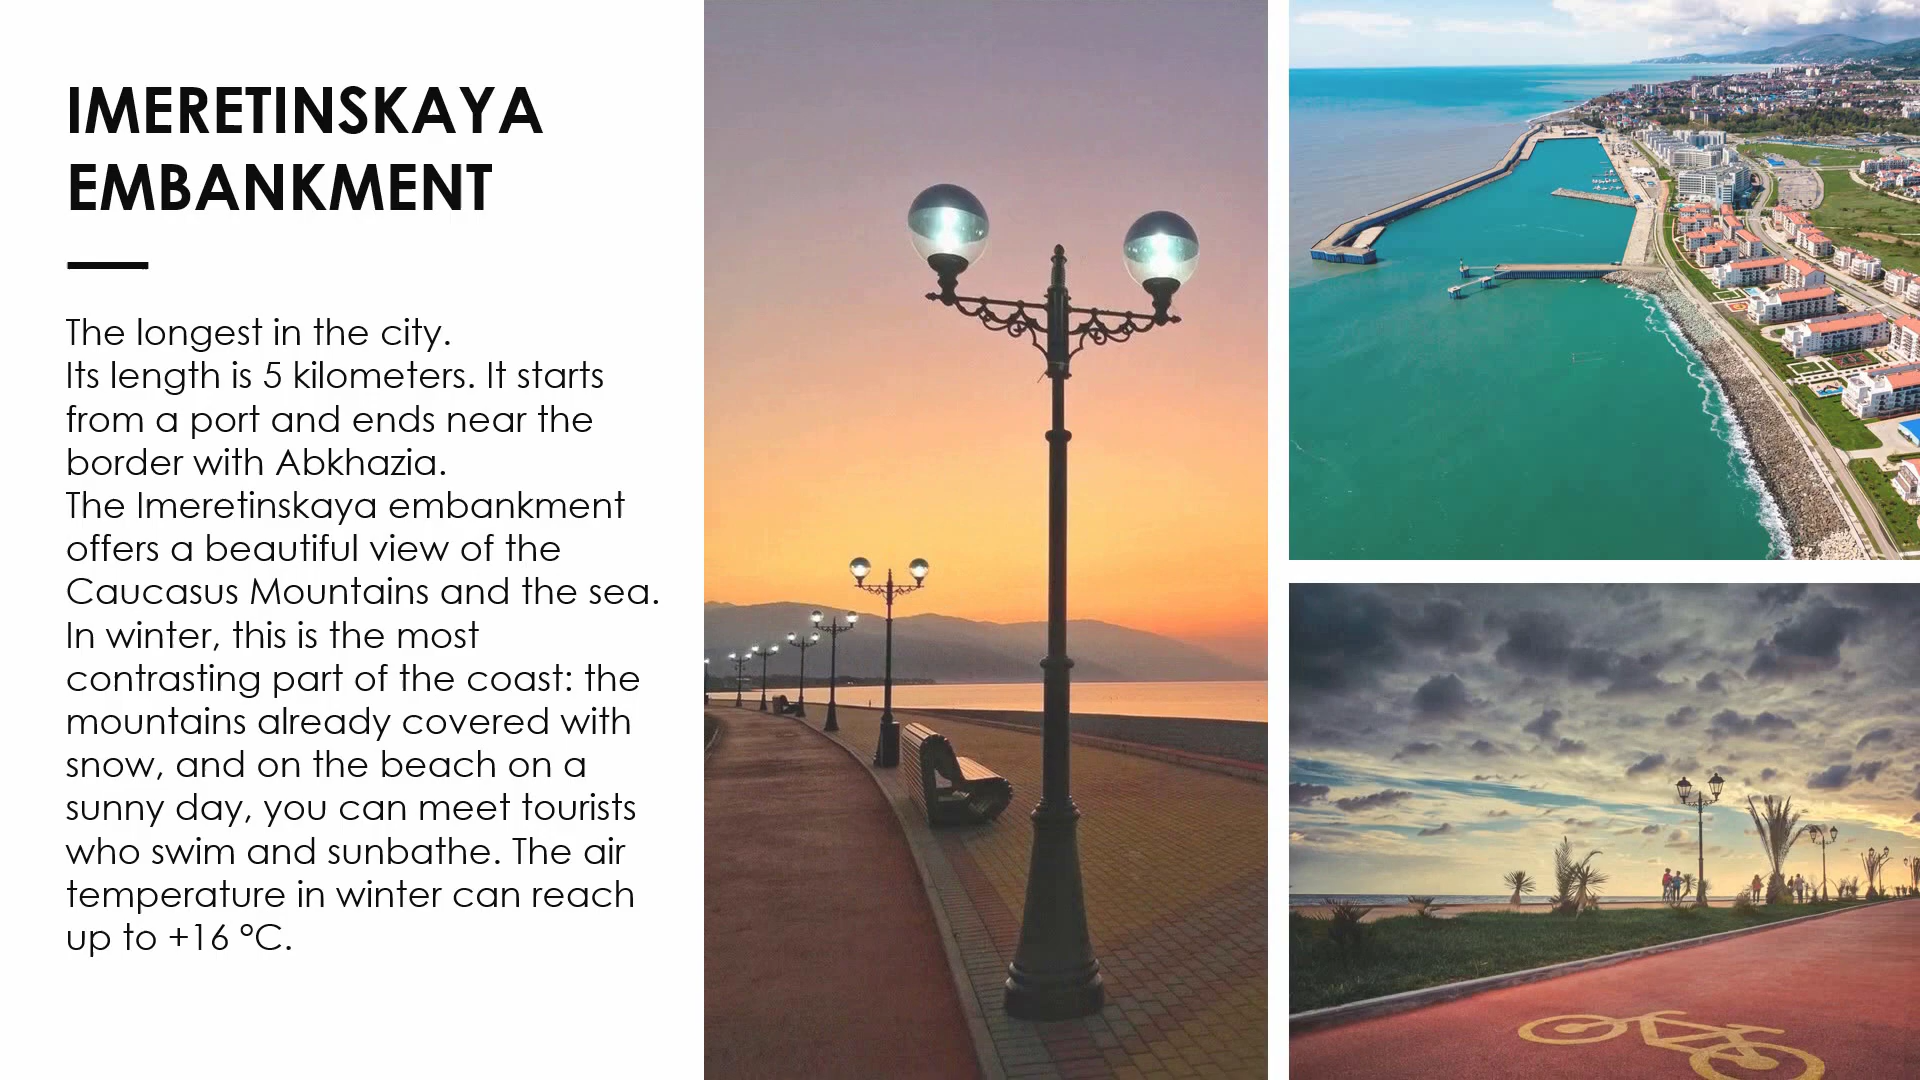 IMERETINSKAYA
EMBANKMENT
The longest in the city.
Its length is 5 kilometers. It starts
from a port and ends near the
border with Abkhazia.
The Imeretinskaya embankment
offers a beautiful view of the
Caucasus Mountains and the sea.
In winter, this is the most
contrasting part of the coast: the
mountains already covered with
snow, and on the beach on a
sunny day, you can meet tourists
who swim and sunbathe. The air
temperature in winter can reach
up to +16 °C.